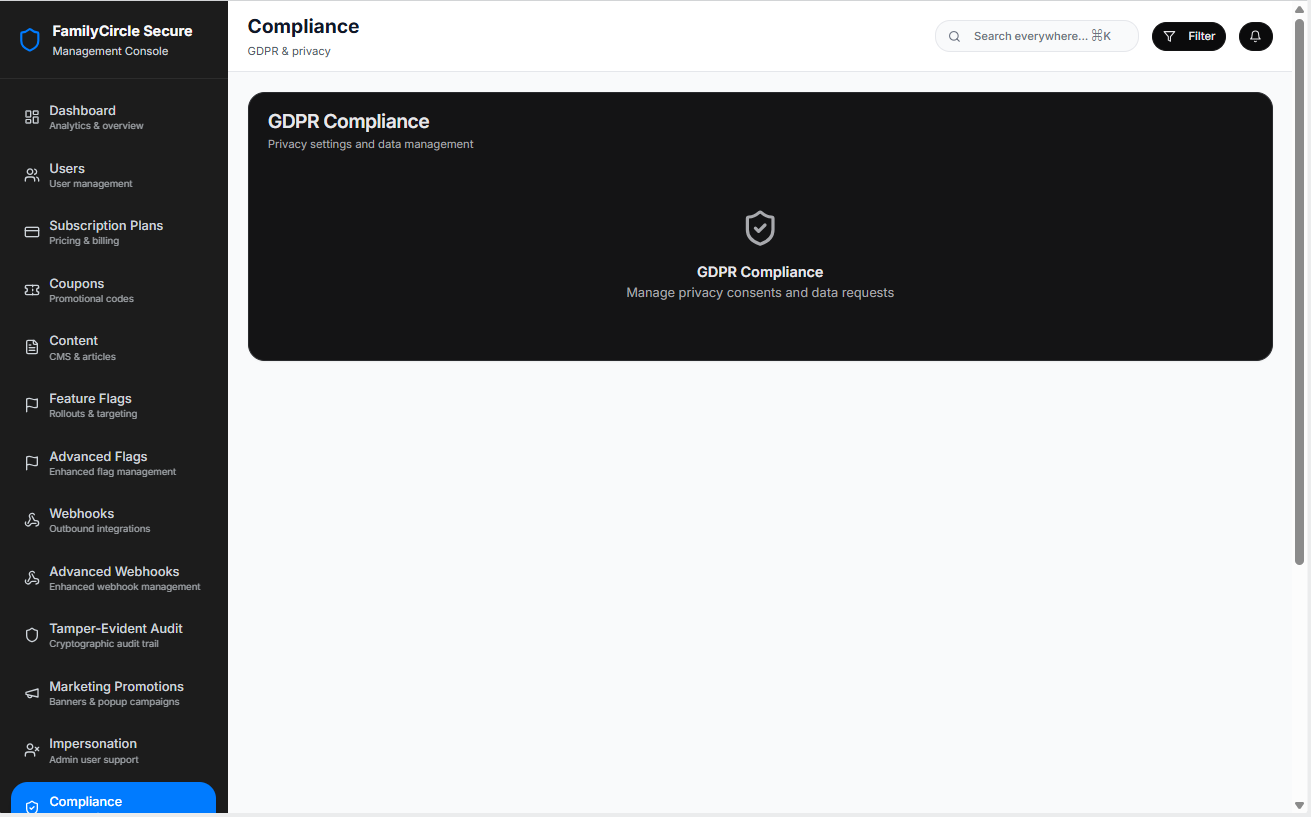 FamilyCircle Secure
Management Console
Dashboard
Analytics & overview
Users
User management
Subscription Plans
Pricing & billing
Coupons
Promotional codes
Content
CMS & articles
Feature Flags
Rollouts & targeting
Advanced Flags
Enhanced flag management
Webhooks
Outbound integrations
Advanced Webhooks
Enhanced webhook management
Tamper-Evident Audit
Cryptographic audit trail
Marketing Promotions
Banners & popup campaigns
Impersonation
Admin user support
Compliance
Compliance
GDPR & privacy
Search everywhere... ⌘K
Filter
GDPR Compliance
Privacy settings and data management
GDPR Compliance
Manage privacy consents and data requests